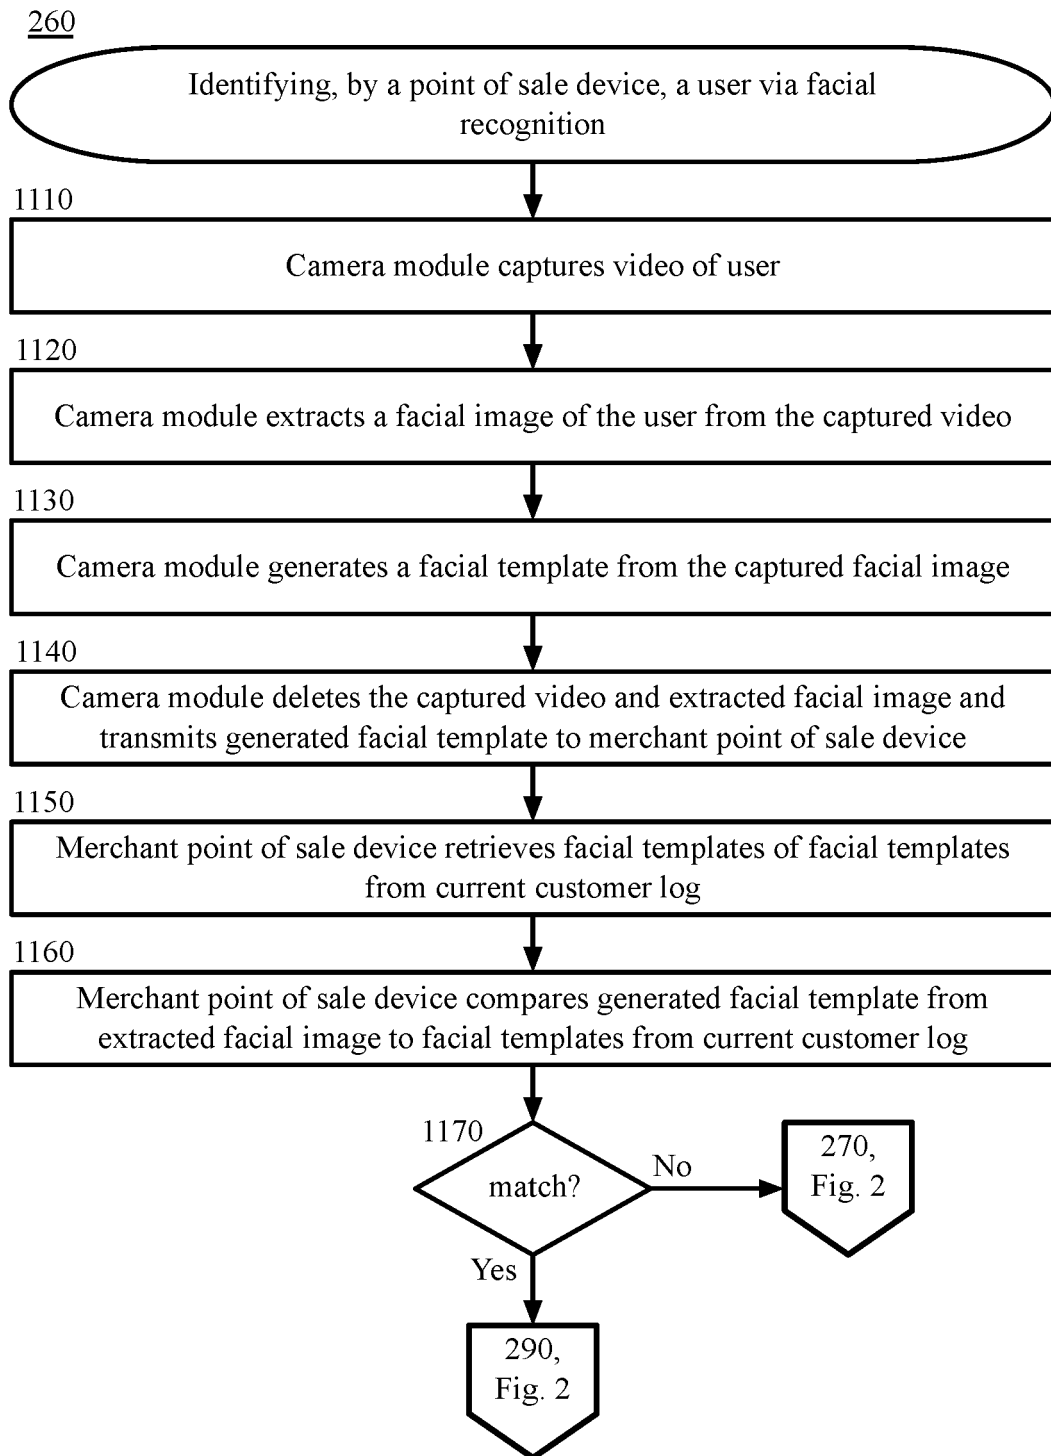 260
Identifying, by a point of sale device, a user via facial
recognition
1110
Camera module captures video of user
1120
Camera module extracts a facial image of the user from the captured video
1130
Camera module generates a facial template from the captured facial image
1140
Camera module deletes the captured video and extracted facial image and
transmits generated facial template to merchant point of sale device
1150
Merchant point of sale device retrieves facial templates of facial templates
from current customer log
1160
Merchant point of sale device compares generated facial template from
extracted facial image to facial templates from current customer log
1170
match?
No
270,
Fig. 2
Yes
290,
Fig. 2